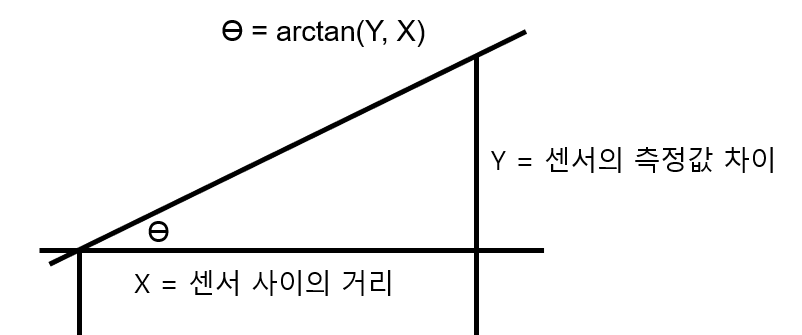 Ө = arctan(Y, X)
Y = 센서의 측정값 차이
Ө
X = 센서 사이의 거리